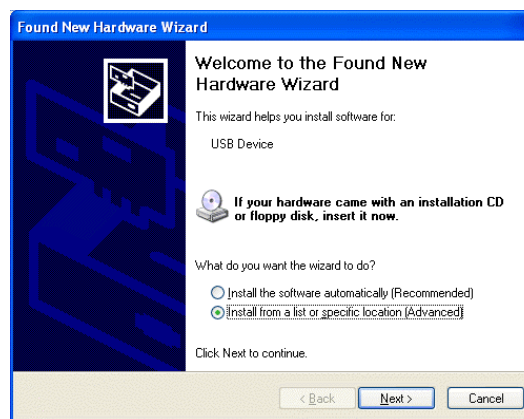 Found New Hardware Wizard
Welcome to the Found New
Hardware Wizard
This wizard helps you install software for:
USB Device
If your hardware came with an installation CD
or floppy disk, insert it now.
What do you want the wizard to do?
Install the software automatically (Recommended)
Install from a list or specific location (Advanced)
Click Next to continue.
< Back Next > Cancel